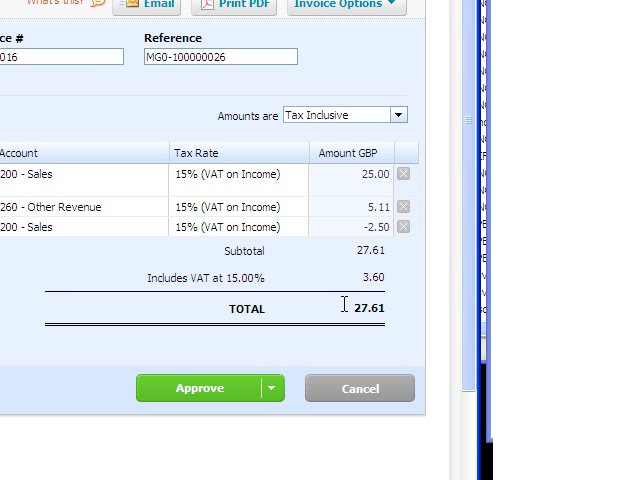 What's this? Email Print PDF Invoice Options
ce # Reference
016 MG0-100000026
Amounts are Tax Inclusive
Account Tax Rate Amount GBP
200 - Sales 15% (VAT on Income) 25.00
260 - Other Revenue 15% (VAT on Income) 5.11
200 - Sales 15% (VAT on Income) -2.50
Subtotal 27.61
Includes VAT at 15.00% 3.60
TOTAL 27.61
Approve Cancel